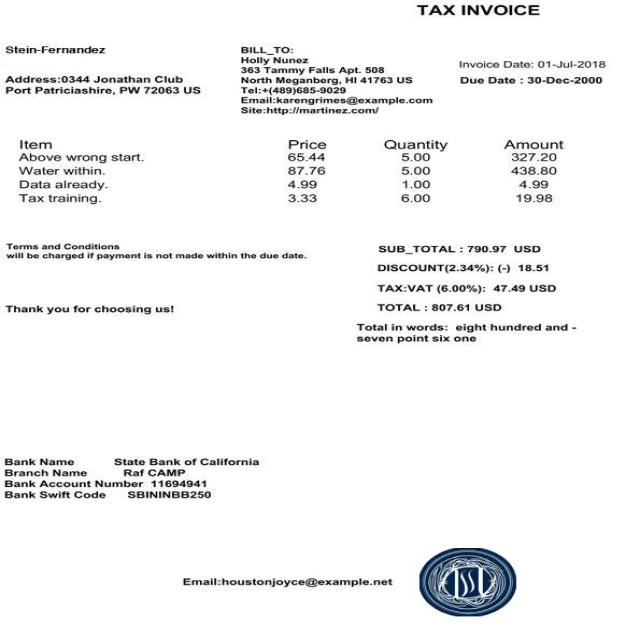 TAX INVOICE
Stein-Fernandez
Address:0344 Jonathan Club
Port Patriciashire, PW 72063 US
BILL_TO:
Holly Nunez
363 Tammy Falls Apt. 508
North Meganberg, HI 41763 US
Tel:+(489)685-9029
Email:karengrimes@example.com
Site:http://martinez.com/
Invoice Date: 01-Jul-2018
Due Date : 30-Dec-2000
Item Price Quantity Amount
Above wrong start. 65.44 5.00 327.20
Water within. 87.76 5.00 438.80
Data already. 4.99 1.00 4.99
Tax training. 3.33 6.00 19.98
Terms and Conditions
will be charged if payment is not made within the due date.
SUB_TOTAL : 790.97 USD
DISCOUNT(2.34%): (-) 18.51
TAX:VAT (6.00%): 47.49 USD
TOTAL : 807.61 USD
Thank you for choosing us!
Total in words: eight hundred and -
seven point six one
Bank Name State Bank of California
Branch Name Raf CAMP
Bank Account Number 11694941
Bank Swift Code SBININBB250
Email:houstonjoyce@example.net